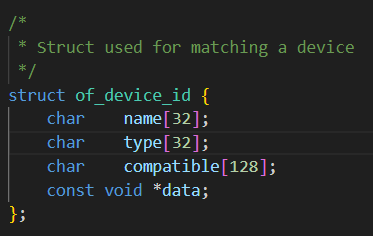 /*
 * Struct used for matching a device
 */
struct of_device_id {
    char    name[32];
    char    type[32];
    char    compatible[128];
    const void *data;
};